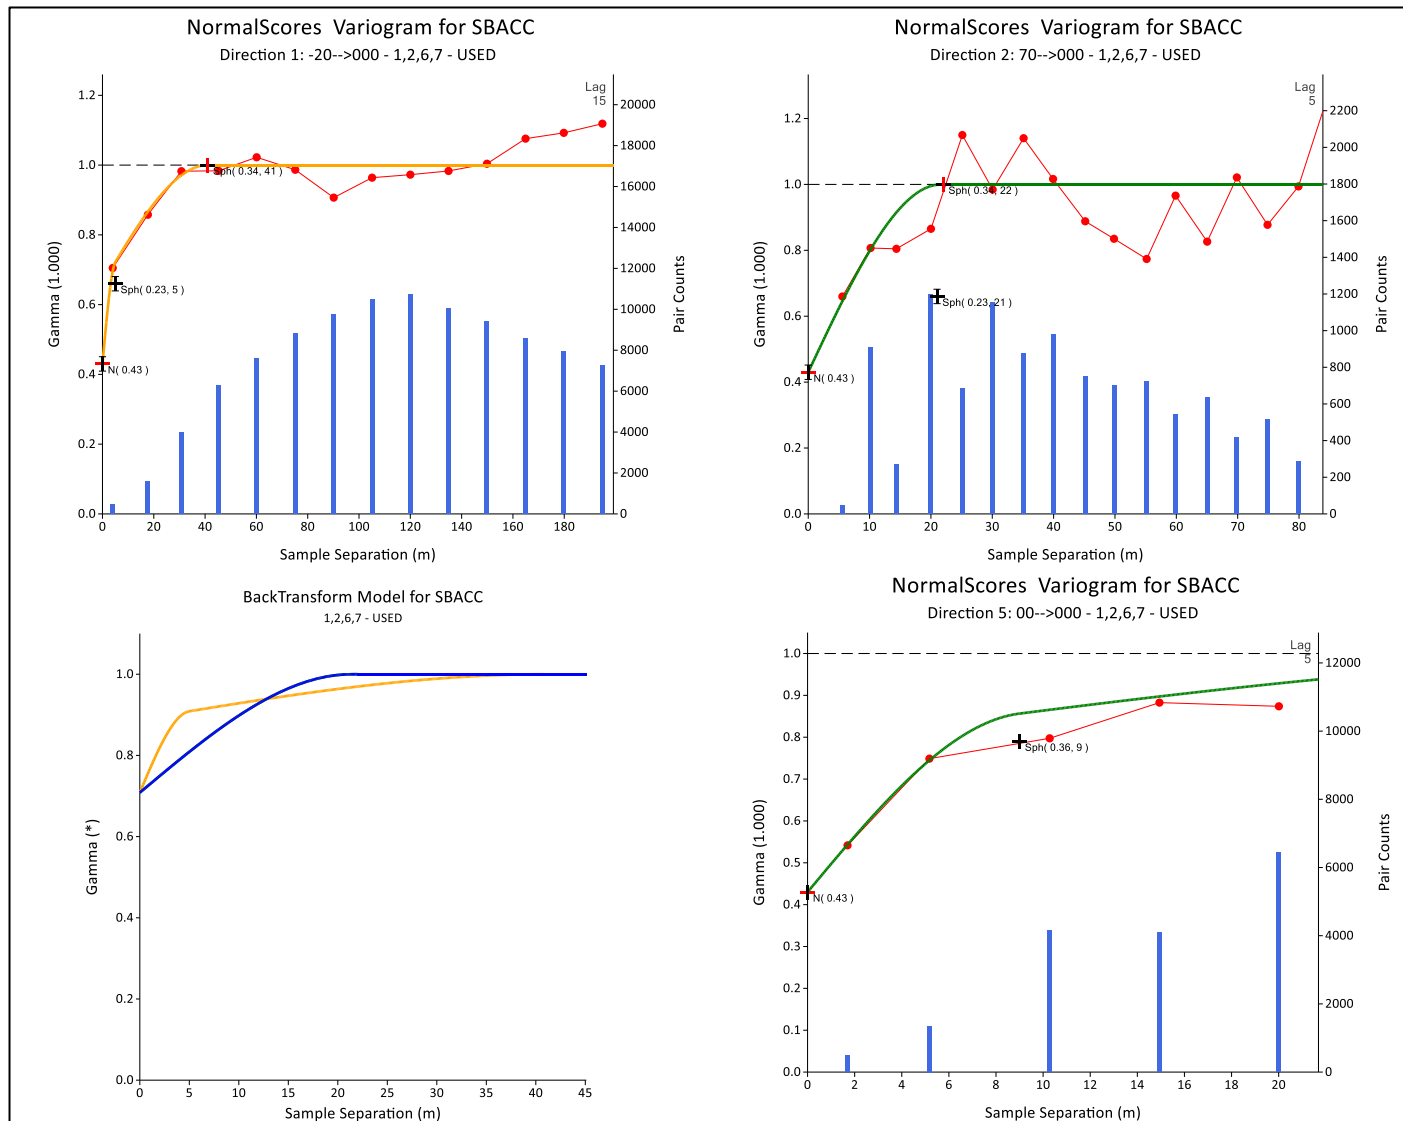 NormalScores Variogram for SBACC
Direction 1: -20-->000 - 1,2,6,7 - USED
Lag
15
1.2
1.0
0.8
0.6
0.4
0.2
0.0
Gamma (1.000)
Sph( 0.34, 41 )
Sph( 0.23, 5 )
N( 0.43 )
20000
18000
16000
14000
12000
10000
8000
6000
4000
2000
0
Pair Counts
0 20 40 60 80 100 120 140 160 180
Sample Separation (m)
NormalScores Variogram for SBACC
Direction 2: 70-->000 - 1,2,6,7 - USED
Lag
5
1.2
1.0
0.8
0.6
0.4
0.2
0.0
Gamma (1.000)
Sph( 0.34, 22 )
Sph( 0.23, 21 )
N( 0.43 )
2200
2000
1800
1600
1400
1200
1000
800
600
400
200
0
Pair Counts
0 10 20 30 40 50 60 70 80
Sample Separation (m)
BackTransform Model for SBACC
1,2,6,7 - USED
1.0
0.8
0.6
0.4
0.2
0.0
Gamma (*)
0 5 10 15 20 25 30 35 40 45
Sample Separation (m)
NormalScores Variogram for SBACC
Direction 5: 00-->000 - 1,2,6,7 - USED
Lag
5
1.0
0.9
0.8
0.7
0.6
0.5
0.4
0.3
0.2
0.1
0.0
Gamma (1.000)
Sph( 0.36, 9 )
N( 0.43 )
12000
10000
8000
6000
4000
2000
0
Pair Counts
0 2 4 6 8 10 12 14 16 18 20
Sample Separation (m)